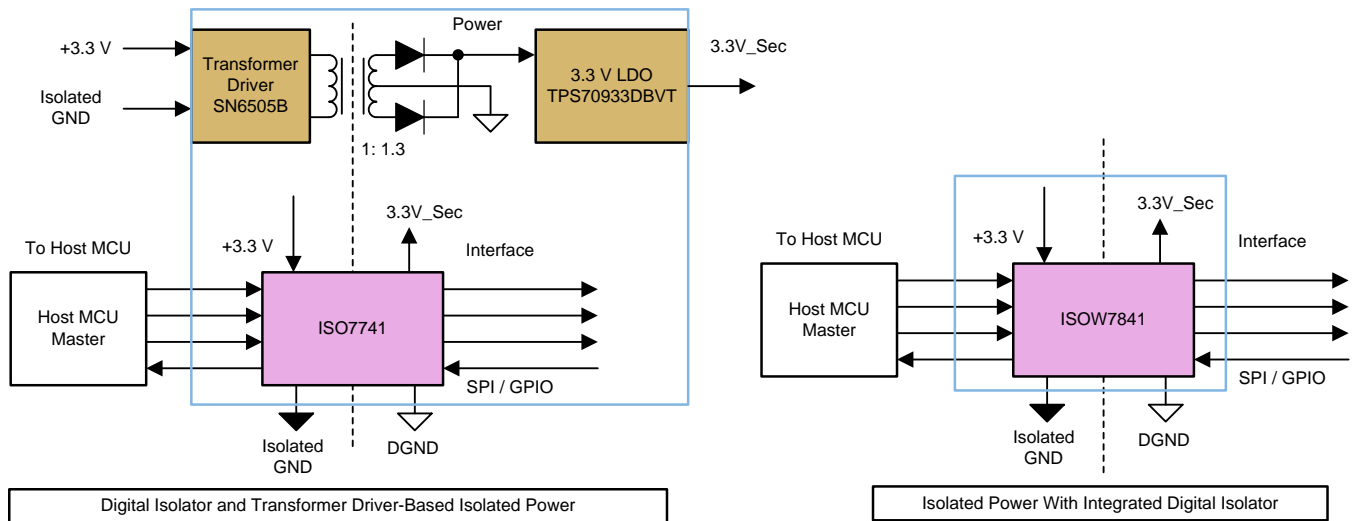 +3.3 V
Isolated
GND
Transformer
Driver
SN6505B
1: 1.3
Power
3.3 V LDO
TPS70933DBVT
3.3V_Sec
To Host MCU
Host MCU
Master
+3.3 V
3.3V_Sec
Interface
ISO7741
SPI / GPIO
Isolated
GND
DGND
Digital Isolator and Transformer Driver-Based Isolated Power
To Host MCU
Host MCU
Master
+3.3 V
3.3V_Sec
Interface
ISOW7841
SPI / GPIO
Isolated
GND
DGND
Isolated Power With Integrated Digital Isolator